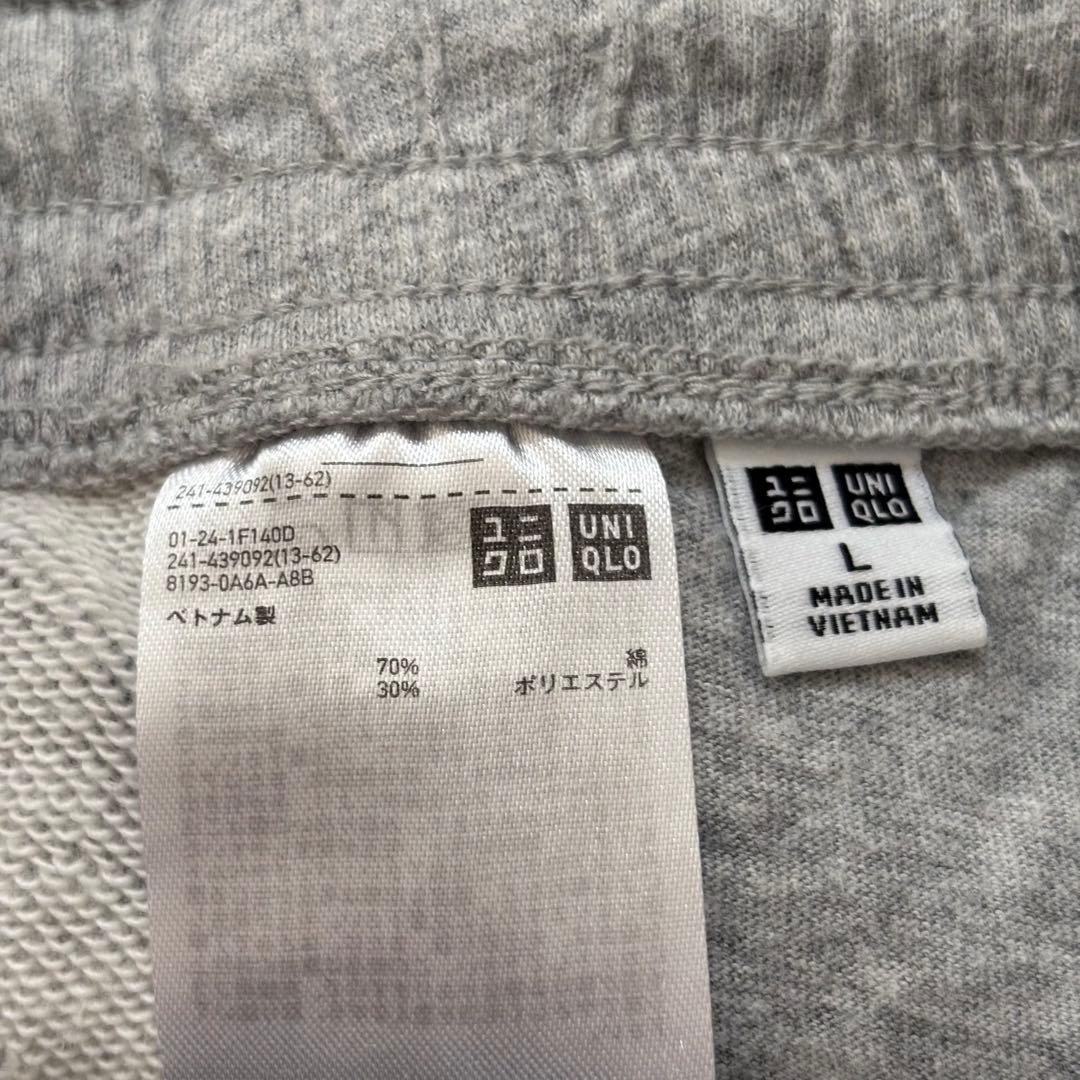 241-439092(13-62)
01-24-1F140D
241-439092(13-62)
8193-0A6A-A8B
ベトナム製
ユニ
クロ
UNI
QLO
70% 綿
30% ポリエステル
ユニ
クロ
UNI
QLO
L
MADE IN
VIETNAM